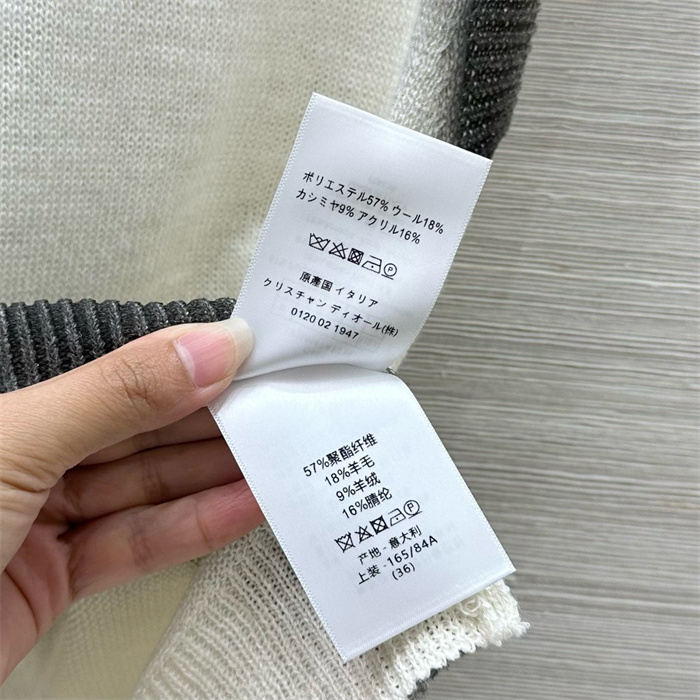 ポリエステル57% ウール18%
カシミヤ9% アクリル16%
原産国 イタリア
クリスチャン ディオール(株)
0120 02 1947
57%聚酯纤维
18%羊毛
9%羊绒
16%腈纶
产地 - 意大利
上装 - 165/84A
(36)